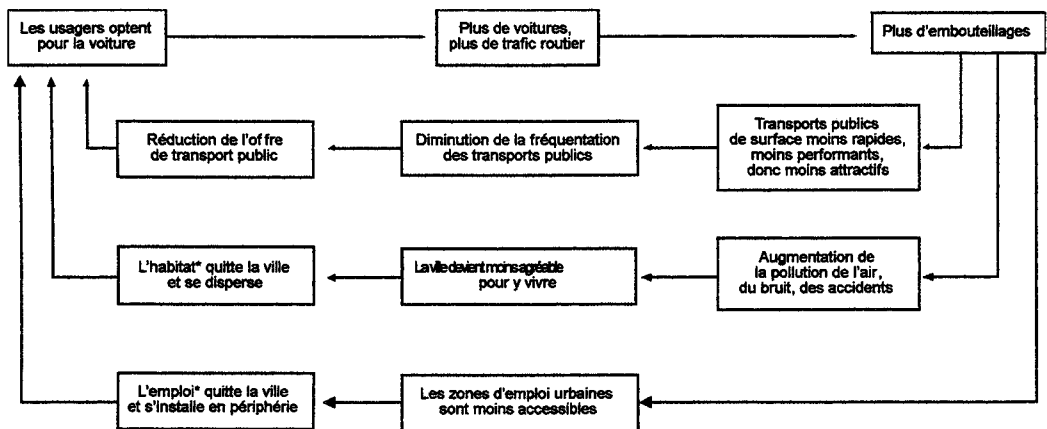 Les usagers optent
pour la voiture
Plus de voitures,
plus de trafic routier
Plus d'embouteillages
Réduction de l'offre
de transport public
Diminution de la fréquentation
des transports publics
Transports publics
de surface moins rapides,
moins performants,
donc moins attractifs
L'habitat* quitte la ville
et se disperse
La ville devient moins agréable
pour y vivre
Augmentation de
la pollution de l'air,
du bruit, des accidents
L'emploi* quitte la ville
et s'installe en périphérie
Les zones d'emploi urbaines
sont moins accessibles